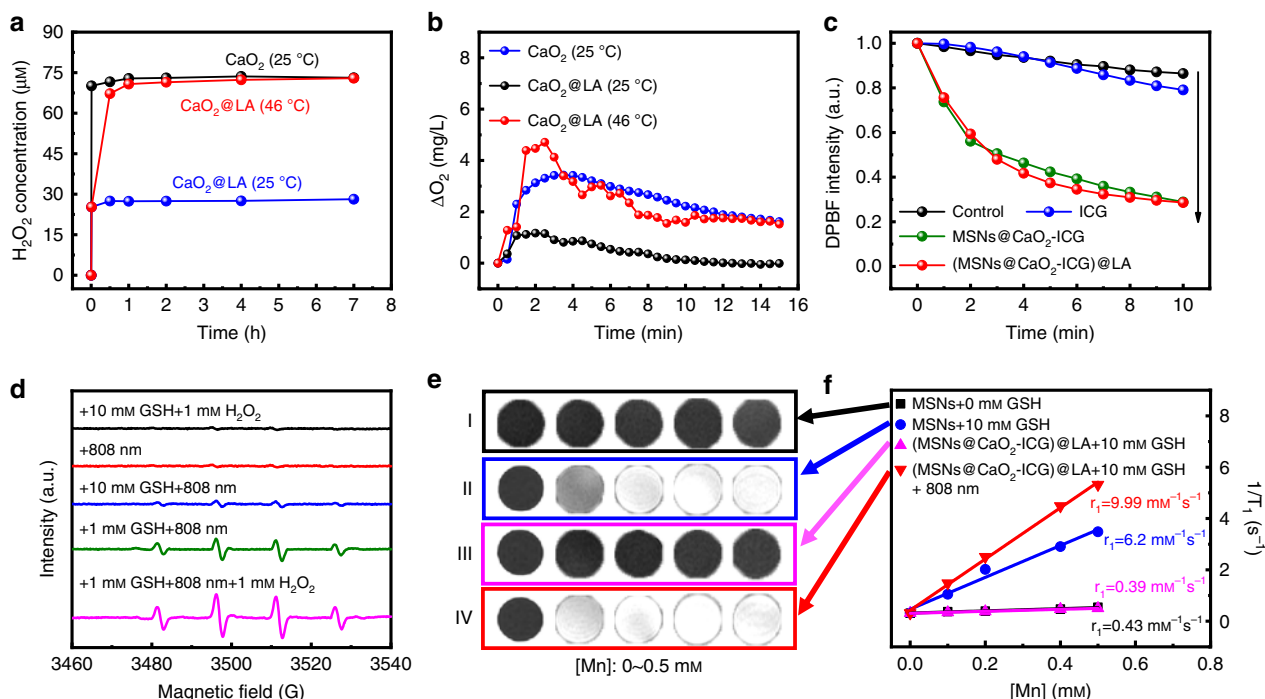 a
H₂O₂ concentration (μM)
90
75
60
45
30
15
0
CaO₂ (25 °C)
CaO₂@LA (46 °C)
CaO₂@LA (25 °C)
0 1 2 3 4 5 6 7 8
Time (h)
b
ΔO₂ (mg/L)
8
6
4
2
0
CaO₂ (25 °C)
CaO₂@LA (25 °C)
CaO₂@LA (46 °C)
0 2 4 6 8 10 12 14 16
Time (min)
c
DPBF intensity (a.u.)
1.0
0.8
0.6
0.4
0.2
0.0
Control
ICG
MSNs@CaO₂-ICG
(MSNs@CaO₂-ICG)@LA
0 2 4 6 8 10
Time (min)
d
Intensity (a.u.)
+10 mM GSH+1 mM H₂O₂
+808 nm
+10 mM GSH+808 nm
+1 mM GSH+808 nm
+1 mM GSH+808 nm+1 mM H₂O₂
3460 3480 3500 3520 3540
Magnetic field (G)
e
I
II
III
IV
[Mn]: 0~0.5 mM
f
MSNs+0 mM GSH
MSNs+10 mM GSH
(MSNs@CaO₂-ICG)@LA+10 mM GSH
(MSNs@CaO₂-ICG)@LA+10 mM GSH
+ 808 nm
r₁=9.99 mM⁻¹s⁻¹
r₁=6.2 mM⁻¹s⁻¹
r₁=0.39 mM⁻¹s⁻¹
r₁=0.43 mM⁻¹s⁻¹
8
6
4
2
0
1/T₁ (s⁻¹)
0.0 0.2 0.4 0.6 0.8
[Mn] (mM)